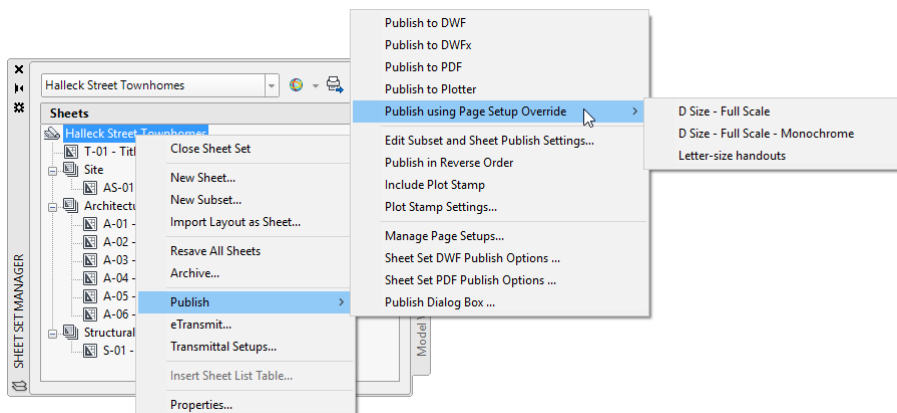 Halleck Street Townhomes
Sheets
Halleck Street Townhomes
T-01 - Titl
Site
AS-01
Architectu
A-01 -
A-02 -
A-03 -
A-04 -
A-05 -
A-06 -
Structural
S-01 -
SHEET SET MANAGER
Model V
Close Sheet Set
New Sheet...
New Subset...
Import Layout as Sheet...
Resave All Sheets
Archive...
Publish
eTransmit...
Transmittal Setups...
Insert Sheet List Table...
Properties...
Publish to DWF
Publish to DWFx
Publish to PDF
Publish to Plotter
Publish using Page Setup Override
Edit Subset and Sheet Publish Settings...
Publish in Reverse Order
Include Plot Stamp
Plot Stamp Settings...
Manage Page Setups...
Sheet Set DWF Publish Options ...
Sheet Set PDF Publish Options ...
Publish Dialog Box ...
D Size - Full Scale
D Size - Full Scale - Monochrome
Letter-size handouts